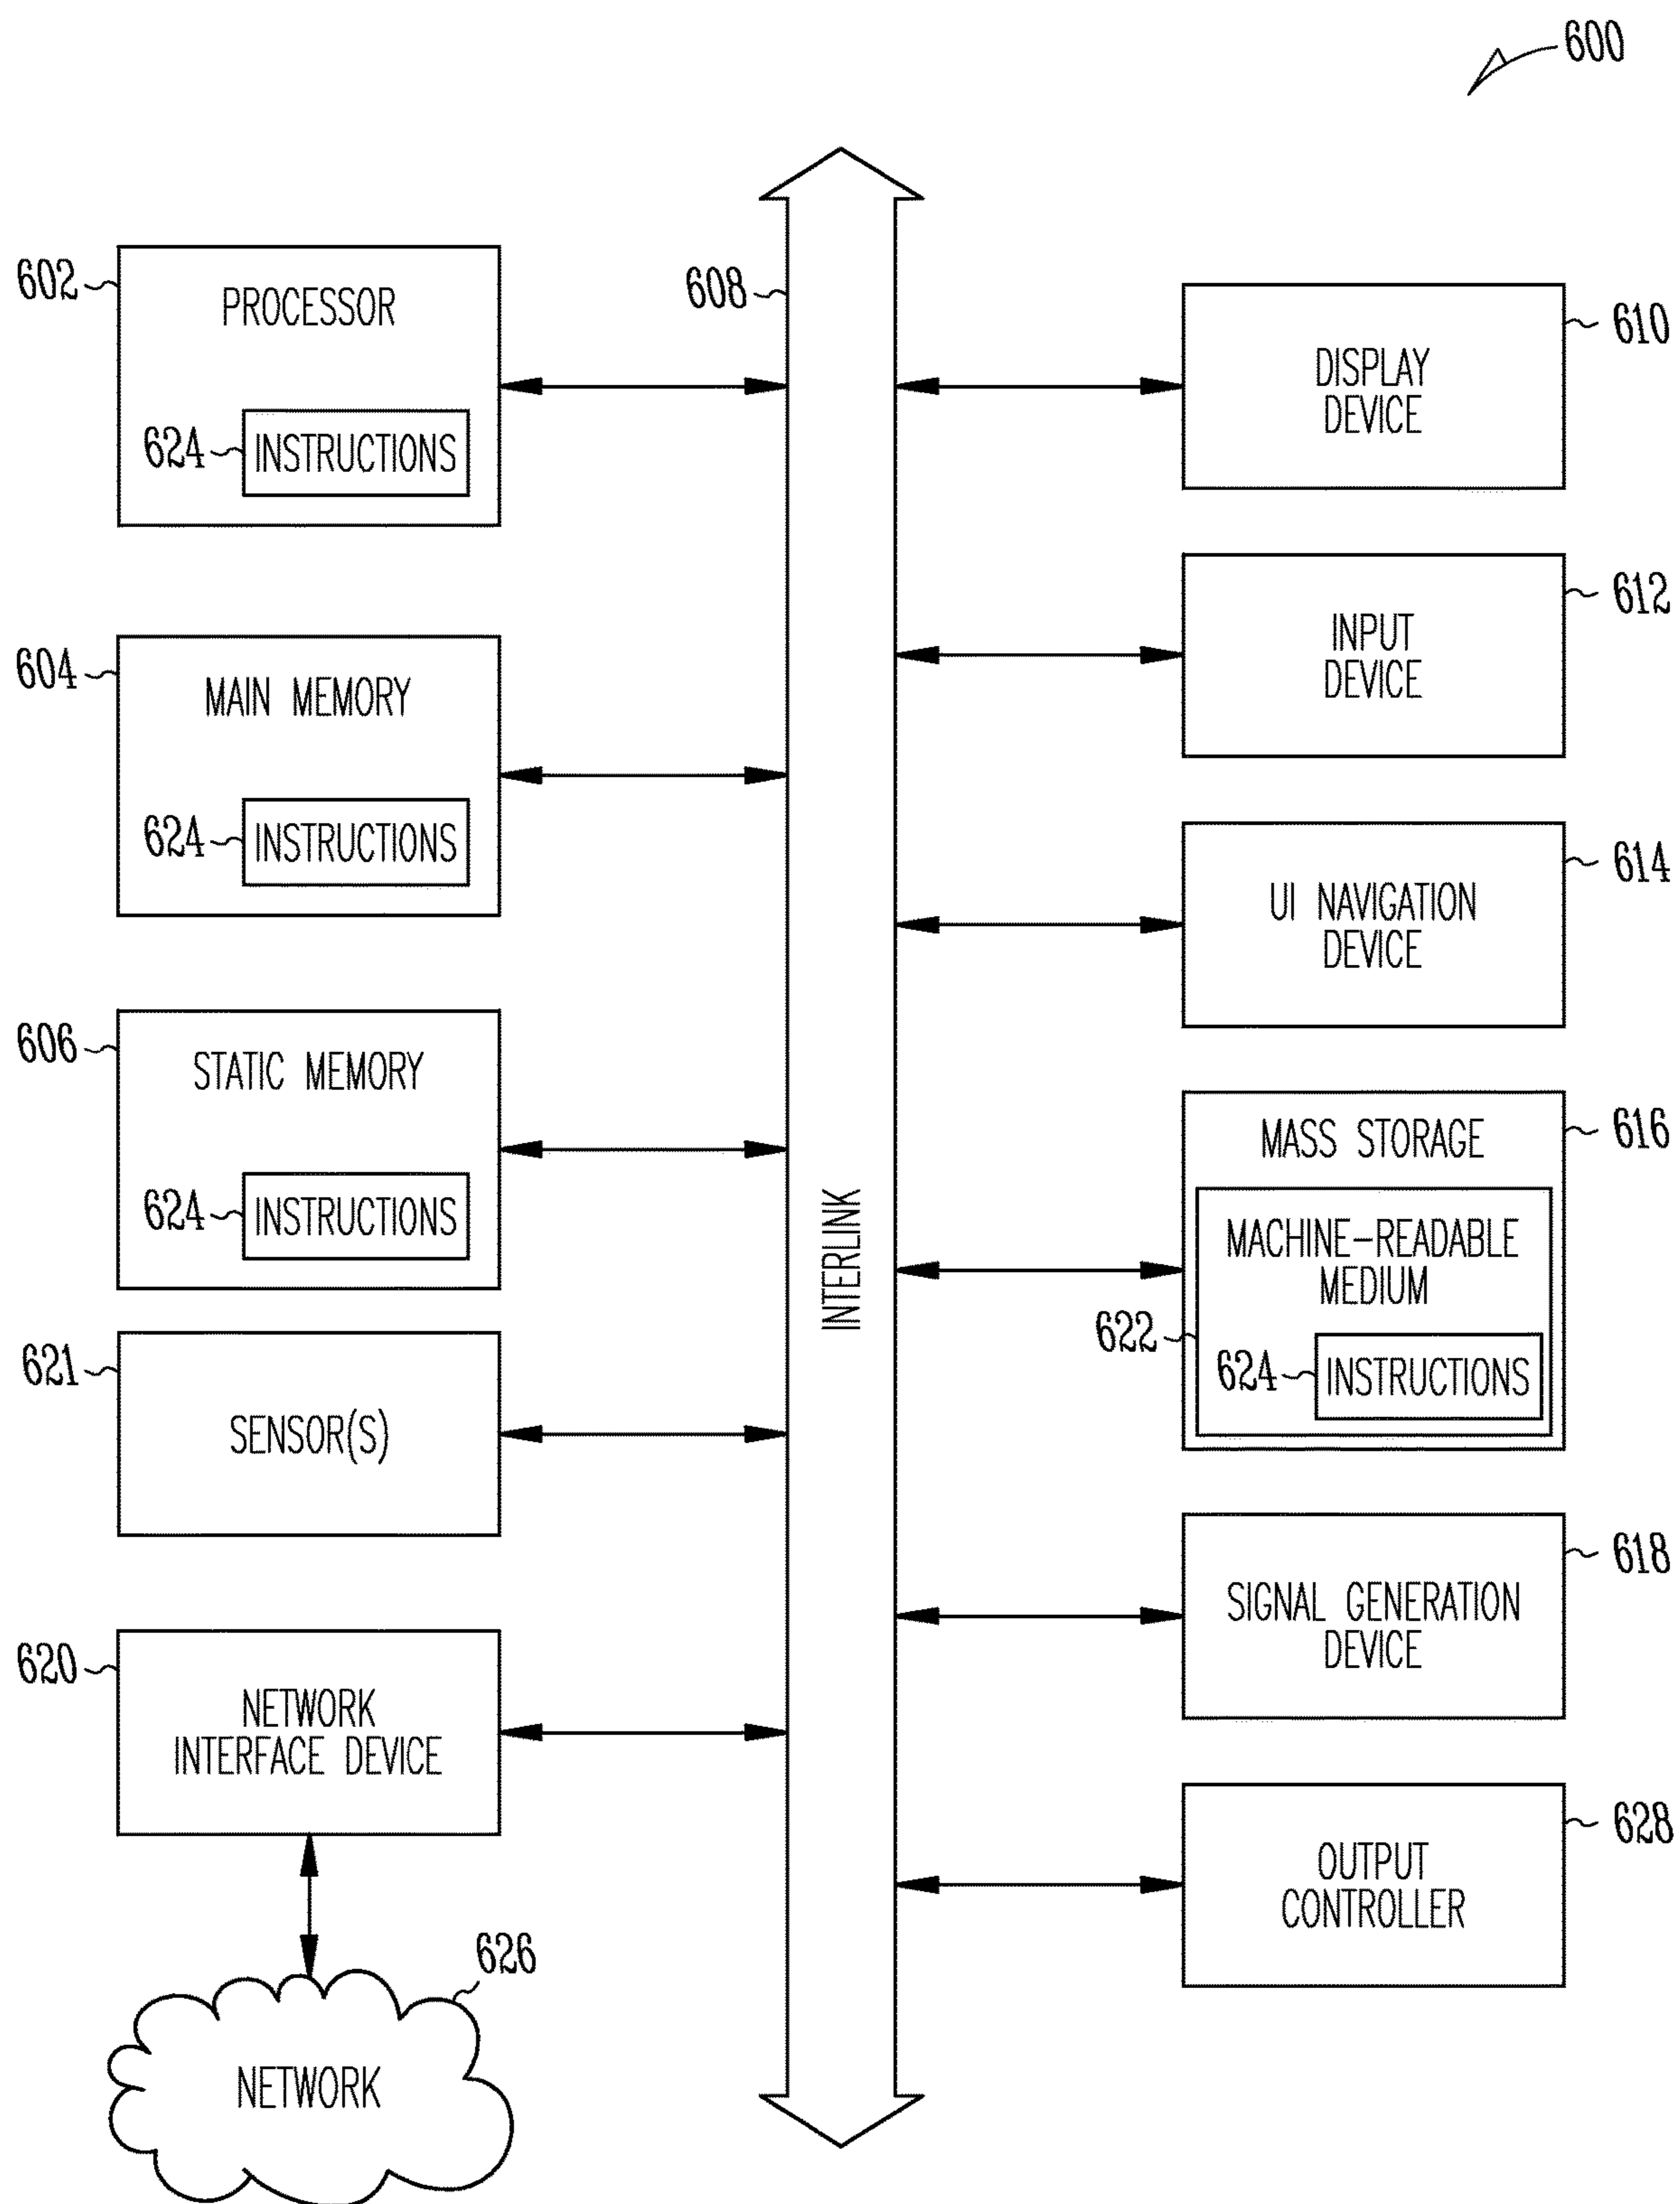 600
602
PROCESSOR
624
INSTRUCTIONS
604
MAIN MEMORY
624
INSTRUCTIONS
606
STATIC MEMORY
624
INSTRUCTIONS
621
SENSOR(S)
620
NETWORK
INTERFACE DEVICE
626
NETWORK
608
INTERLINK
610
DISPLAY
DEVICE
612
INPUT
DEVICE
614
UI NAVIGATION
DEVICE
616
MASS STORAGE
MACHINE-READABLE
MEDIUM
622
624
INSTRUCTIONS
618
SIGNAL GENERATION
DEVICE
628
OUTPUT
CONTROLLER